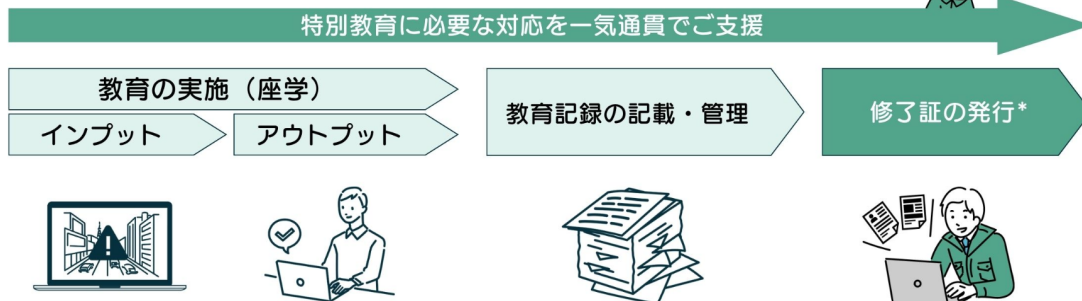 特別教育に必要な対応を一気通貫でご支援
教育の実施（座学）
インプット
アウトプット
教育記録の記載・管理
修了証の発行*